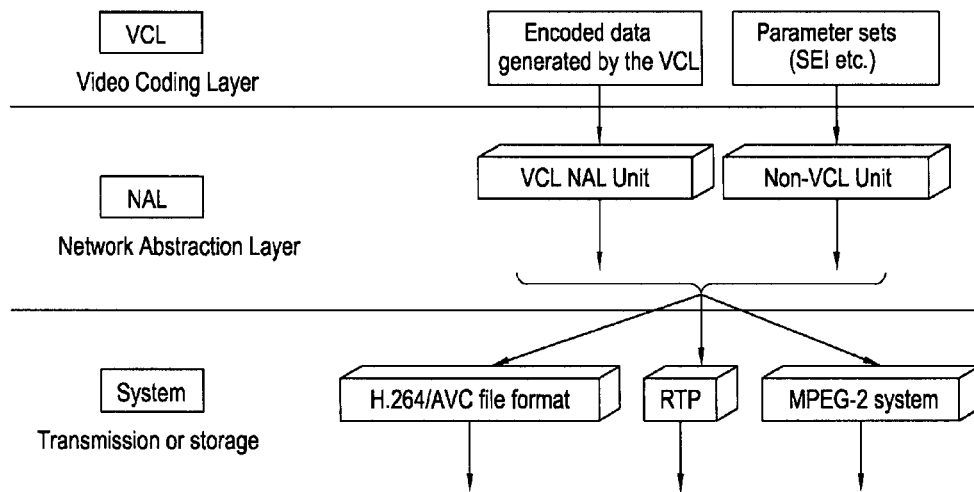 VCL
Video Coding Layer
Encoded data
generated by the VCL
Parameter sets
(SEI etc.)
NAL
Network Abstraction Layer
VCL NAL Unit
Non-VCL Unit
System
Transmission or storage
H.264/AVC file format
RTP
MPEG-2 system